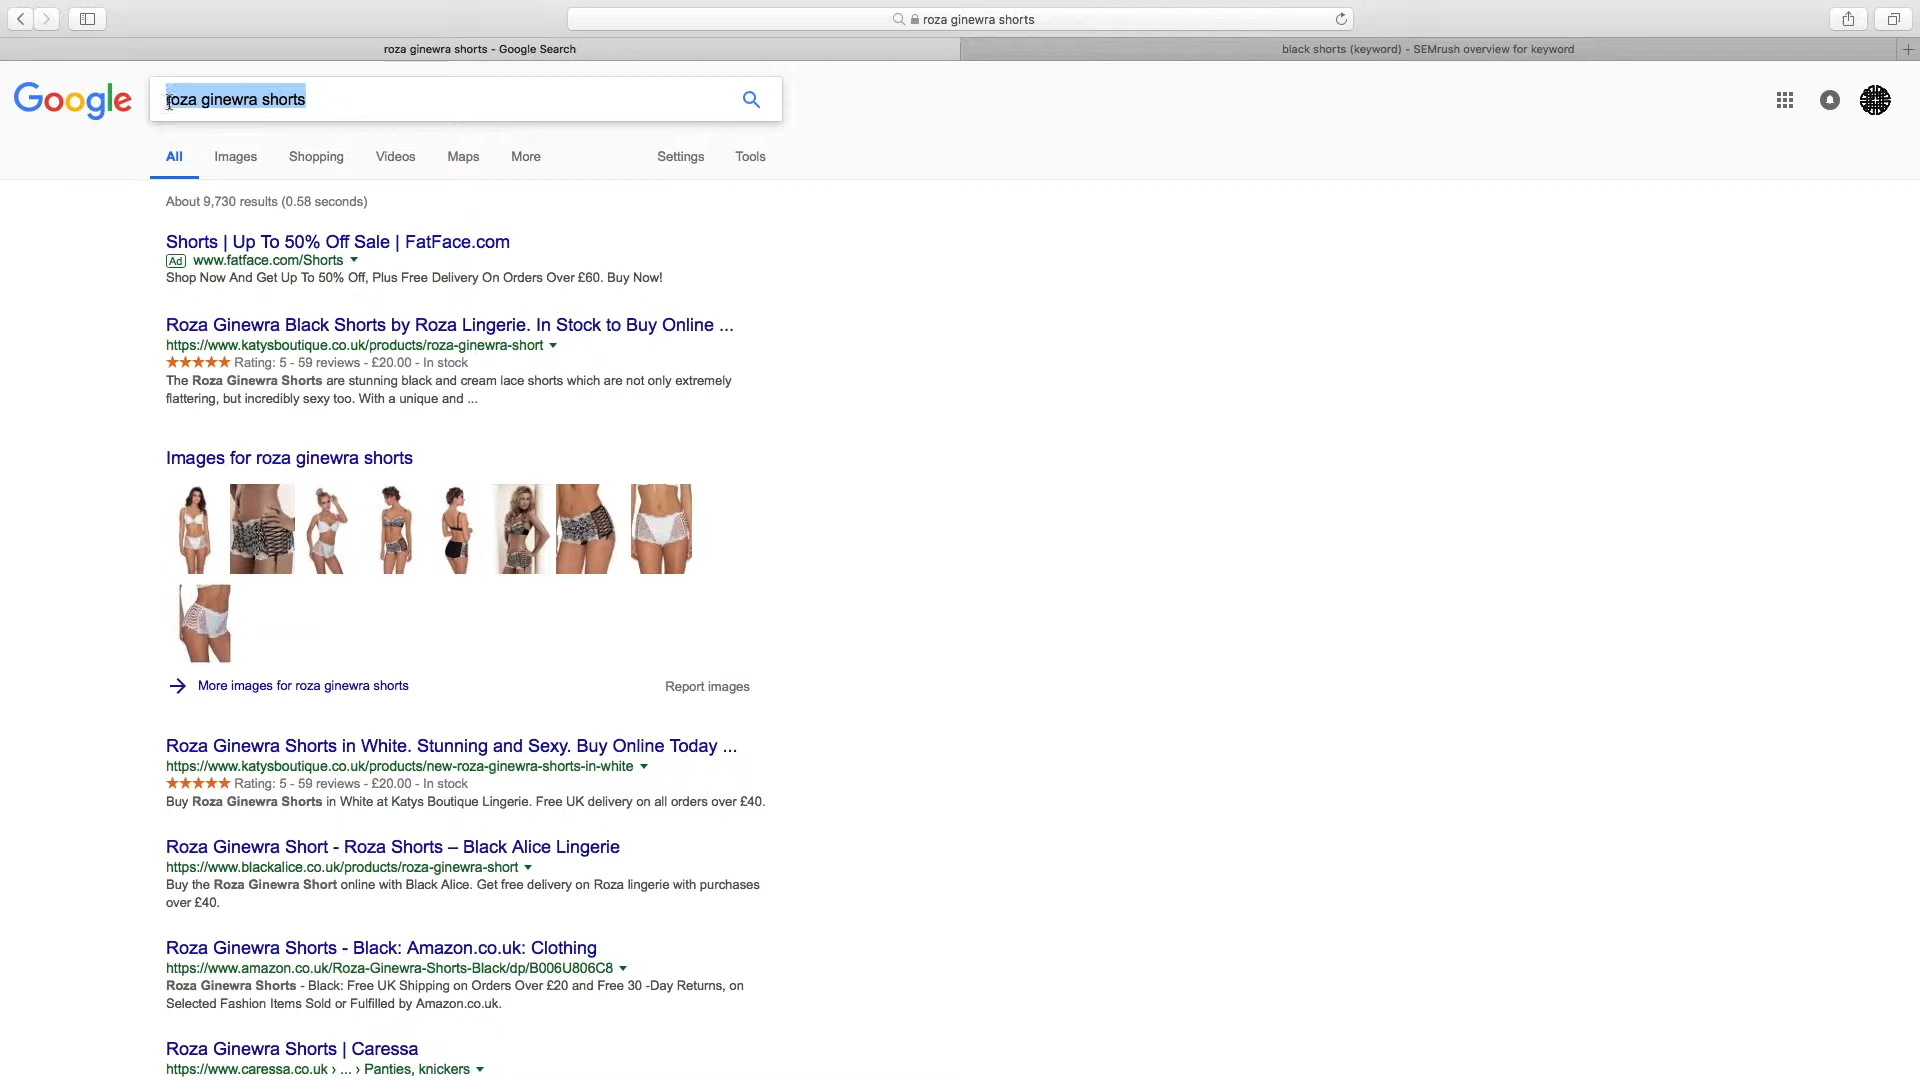 roza ginewra shorts
roza ginewra shorts - Google Search
black shorts (keyword) - SEMrush overview for keyword
Google
roza ginewra shorts
All Images Shopping Videos Maps More Settings Tools
About 9,730 results (0.58 seconds)
Shorts | Up To 50% Off Sale | FatFace.com
Ad www.fatface.com/Shorts
Shop Now And Get Up To 50% Off, Plus Free Delivery On Orders Over £60. Buy Now!
Roza Ginewra Black Shorts by Roza Lingerie. In Stock to Buy Online ...
https://www.katysboutique.co.uk/products/roza-ginewra-short
Rating: 5 - 59 reviews - £20.00 - In stock
The Roza Ginewra Shorts are stunning black and cream lace shorts which are not only extremely
flattering, but incredibly sexy too. With a unique and ...
Images for roza ginewra shorts
More images for roza ginewra shorts
Report images
Roza Ginewra Shorts in White. Stunning and Sexy. Buy Online Today ...
https://www.katysboutique.co.uk/products/new-roza-ginewra-shorts-in-white
Rating: 5 - 59 reviews - £20.00 - In stock
Buy Roza Ginewra Shorts in White at Katys Boutique Lingerie. Free UK delivery on all orders over £40.
Roza Ginewra Short - Roza Shorts – Black Alice Lingerie
https://www.blackalice.co.uk/products/roza-ginewra-short
Buy the Roza Ginewra Short online with Black Alice. Get free delivery on Roza lingerie with purchases
over £40.
Roza Ginewra Shorts - Black: Amazon.co.uk: Clothing
https://www.amazon.co.uk/Roza-Ginewra-Shorts-Black/dp/B006U806C8
Roza Ginewra Shorts - Black: Free UK Shipping on Orders Over £20 and Free 30 -Day Returns, on
Selected Fashion Items Sold or Fulfilled by Amazon.co.uk.
Roza Ginewra Shorts | Caressa
https://www.caressa.co.uk › ... › Panties, knickers